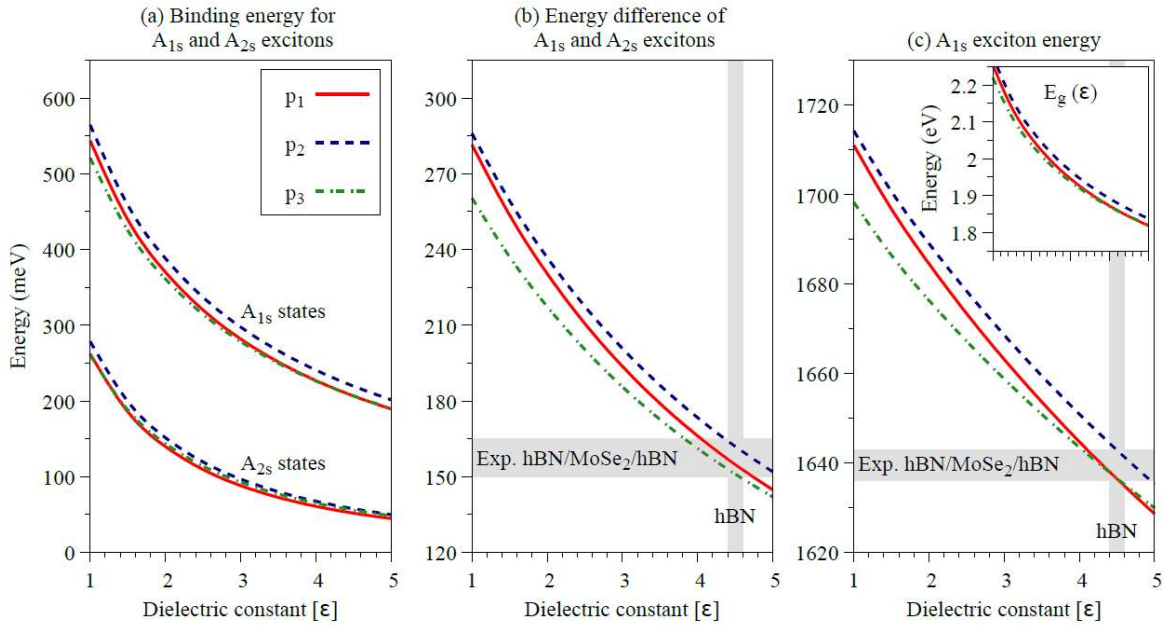 (a) Binding energy for
A1s and A2s excitons
Energy (meV)
600
500
400
300
200
100
0
p1
p2
p3
A1s states
A2s states
1 2 3 4 5
Dielectric constant [ε]
(b) Energy difference of
A1s and A2s excitons
300
270
240
210
180
150
120
Exp. hBN/MoSe2/hBN
hBN
1 2 3 4 5
Dielectric constant [ε]
(c) A1s exciton energy
1720
1700
1680
1660
1640
1620
Energy (eV)
2.2
2.1
2
1.9
1.8
Eg (ε)
Exp. hBN/MoSe2/hBN
hBN
1 2 3 4 5
Dielectric constant [ε]